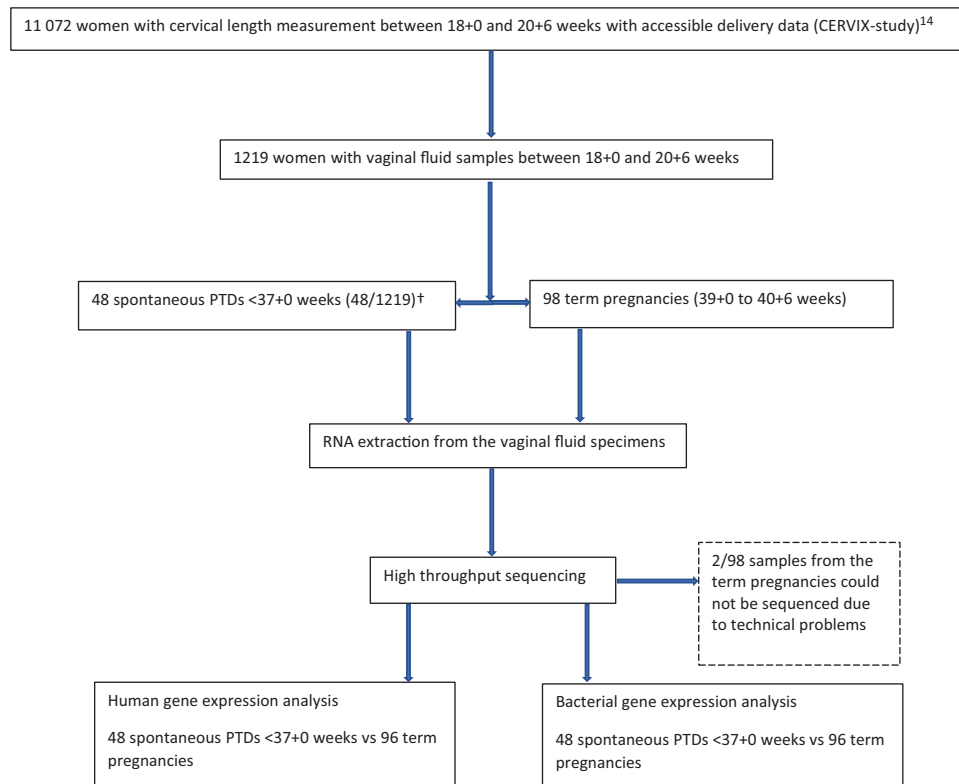 11 072 women with cervical length measurement between 18+0 and 20+6 weeks with accessible delivery data (CERVIX-study)14
1219 women with vaginal fluid samples between 18+0 and 20+6 weeks
48 spontaneous PTDs <37+0 weeks (48/1219)†
98 term pregnancies (39+0 to 40+6 weeks)
RNA extraction from the vaginal fluid specimens
High throughput sequencing
2/98 samples from the
term pregnancies could
not be sequenced due
to technical problems
Human gene expression analysis
48 spontaneous PTDs <37+0 weeks vs 96 term
pregnancies
Bacterial gene expression analysis
48 spontaneous PTDs <37+0 weeks vs 96 term
pregnancies